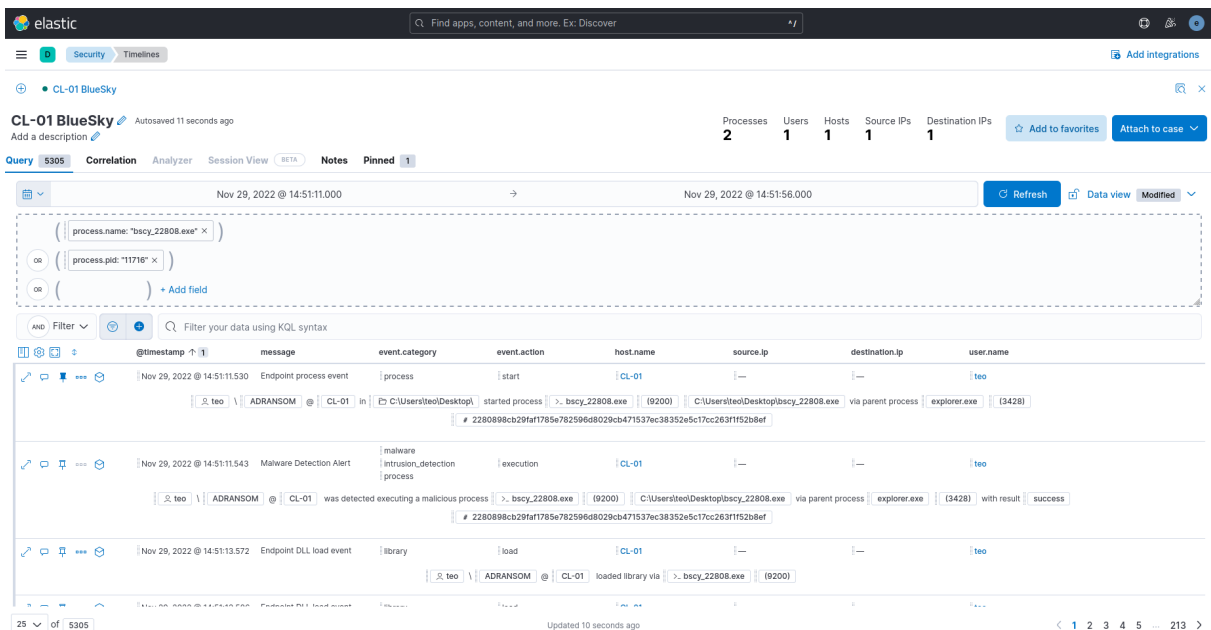 elastic
Find apps, content, and more. Ex: Discover ^/ e
D Security Timelines Add integrations
CL-01 BlueSky
CL-01 BlueSky Autosaved 11 seconds ago
Add a description
Processes Users Hosts Source IPs Destination IPs
2 1 1 1 1
Add to favorites Attach to case
Query 5305 Correlation Analyzer Session View BETA Notes Pinned 1
Nov 29, 2022 @ 14:51:11.000 → Nov 29, 2022 @ 14:51:56.000 Refresh Data view Modified
( process.name: "bscy_22808.exe" × )
OR ( process.pid: "11716" × )
OR ( ) + Add field
AND Filter Filter your data using KQL syntax
@timestamp 1 message event.category event.action host.name source.ip destination.ip user.name
Nov 29, 2022 @ 14:51:11.530 Endpoint process event process start CL-01 — — teo
teo \ ADRANSOM @ CL-01 in C:\Users\teo\Desktop\ started process >_ bscy_22808.exe (9200) C:\Users\teo\Desktop\bscy_22808.exe via parent process explorer.exe (3428)
# 2280898cb29faf1785e782596d8029cb471537ec38352e5c17cc263f1f52b8ef
Nov 29, 2022 @ 14:51:11.543 Malware Detection Alert malware intrusion_detection process execution CL-01 — — teo
teo \ ADRANSOM @ CL-01 was detected executing a malicious process >_ bscy_22808.exe (9200) C:\Users\teo\Desktop\bscy_22808.exe via parent process explorer.exe (3428) with result success
# 2280898cb29faf1785e782596d8029cb471537ec38352e5c17cc263f1f52b8ef
Nov 29, 2022 @ 14:51:13.572 Endpoint DLL load event library load CL-01 — — teo
teo \ ADRANSOM @ CL-01 loaded library via >_ bscy_22808.exe (9200)
25 of 5305 Updated 10 seconds ago < 1 2 3 4 5 ... 213 >